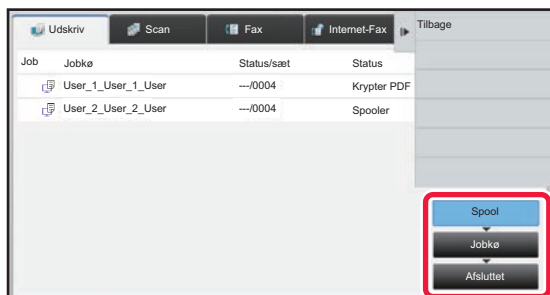 Udskriv Scan Fax Internet-Fax Tilbage
Job Jobkø Status/sæt Status
User_1_User_1_User ---/0004 Krypter PDF
User_2_User_2_User ---/0004 Spooler
Spool
Jobkø
Afsluttet